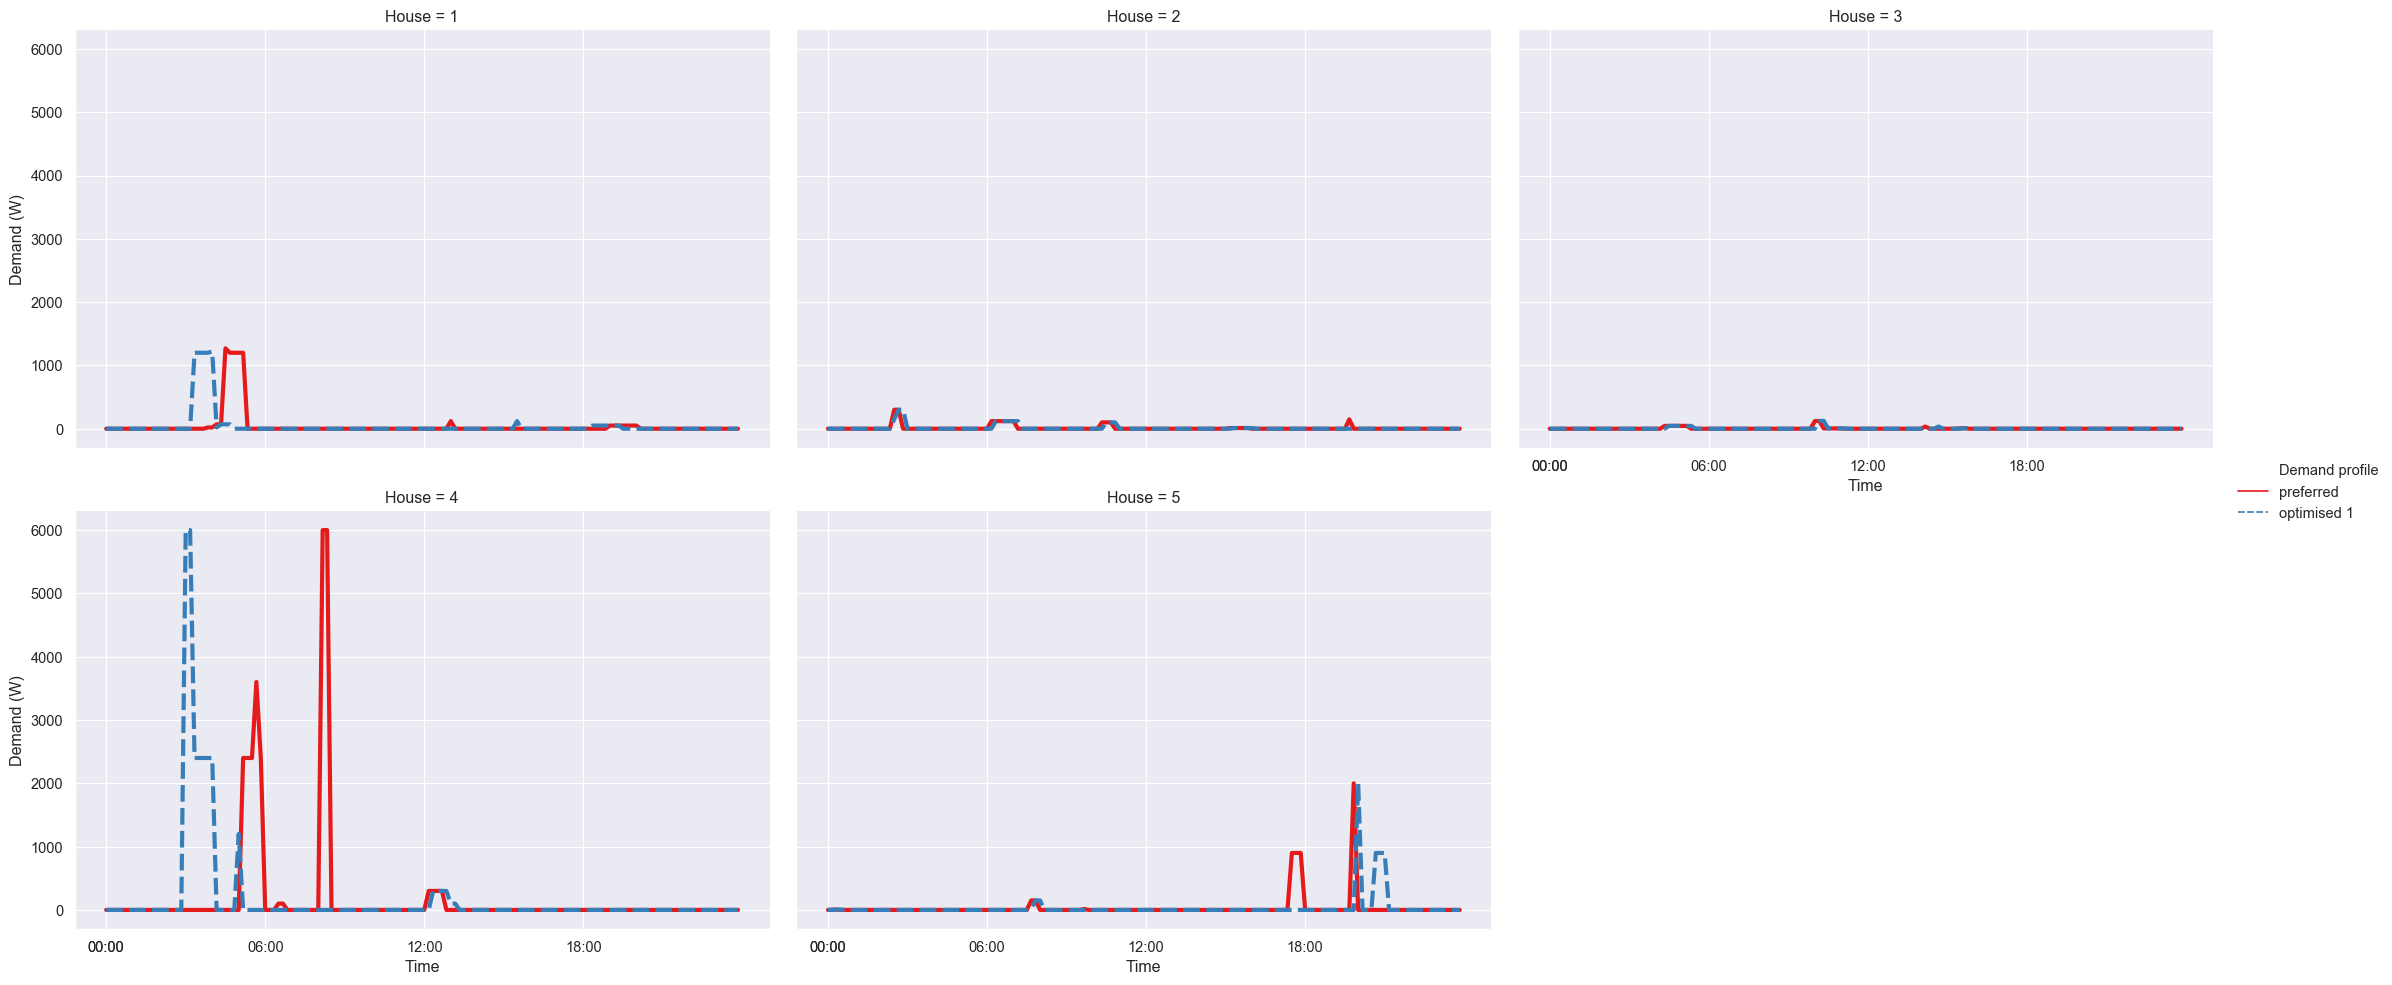 House = 1
House = 2
House = 3
6000
5000
4000
3000
2000
1000
0
Demand (W)
00:00
06:00
12:00
18:00
Time
Demand profile
preferred
optimised 1
House = 4
House = 5
6000
5000
4000
3000
2000
1000
0
Demand (W)
00:00
06:00
12:00
18:00
Time
00:00
06:00
12:00
18:00
Time